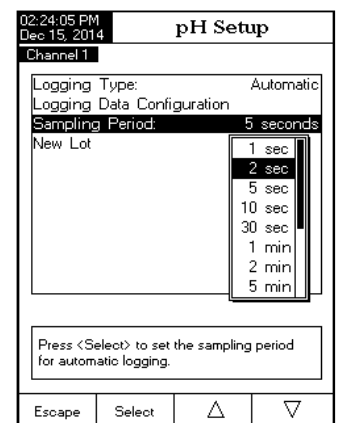 02:24:05 PM
Dec 15, 2014
pH Setup
Channel 1
Logging Type: Automatic
Logging Data Configuration
Sampling Period: 5 seconds
New Lot
1 sec
2 sec
5 sec
10 sec
30 sec
1 min
2 min
5 min
Press <Select> to set the sampling period
for automatic logging.
Escape Select